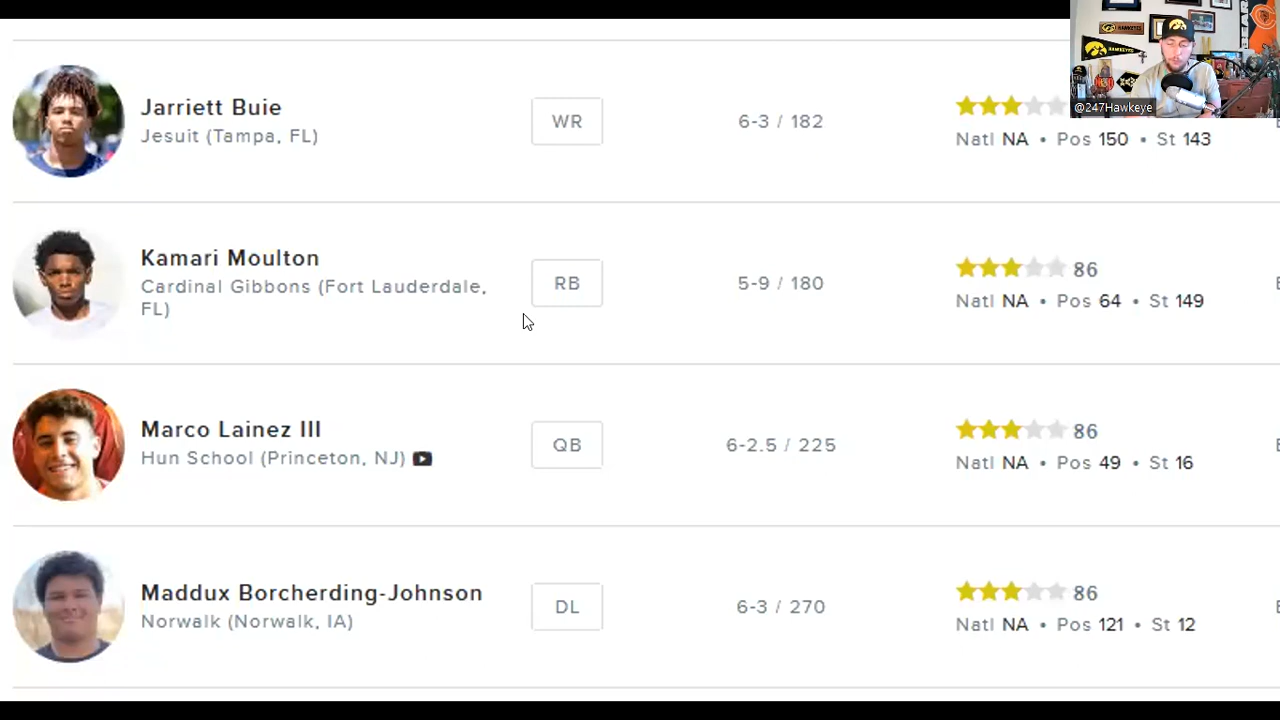 Jarriett Buie
Jesuit (Tampa, FL)
WR
6-3 / 182
Natl NA • Pos 150 • St 143
@247Hawkeye
Kamari Moulton
Cardinal Gibbons (Fort Lauderdale,
FL)
RB
5-9 / 180
86
Natl NA • Pos 64 • St 149
Marco Lainez III
Hun School (Princeton, NJ)
QB
6-2.5 / 225
86
Natl NA • Pos 49 • St 16
Maddux Borcherding-Johnson
Norwalk (Norwalk, IA)
DL
6-3 / 270
86
Natl NA • Pos 121 • St 12